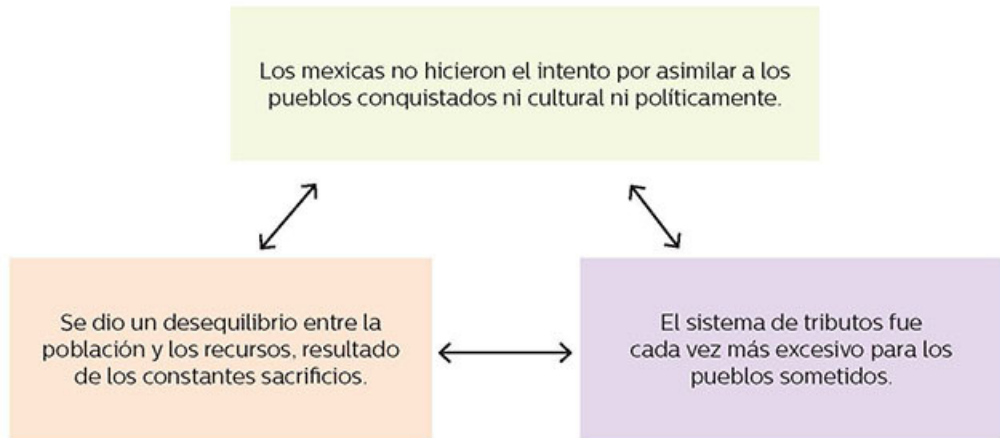 Los mexicas no hicieron el intento por asimilar a los
pueblos conquistados ni cultural ni políticamente.
Se dio un desequilibrio entre la
población y los recursos, resultado
de los constantes sacrificios.
El sistema de tributos fue
cada vez más excesivo para los
pueblos sometidos.